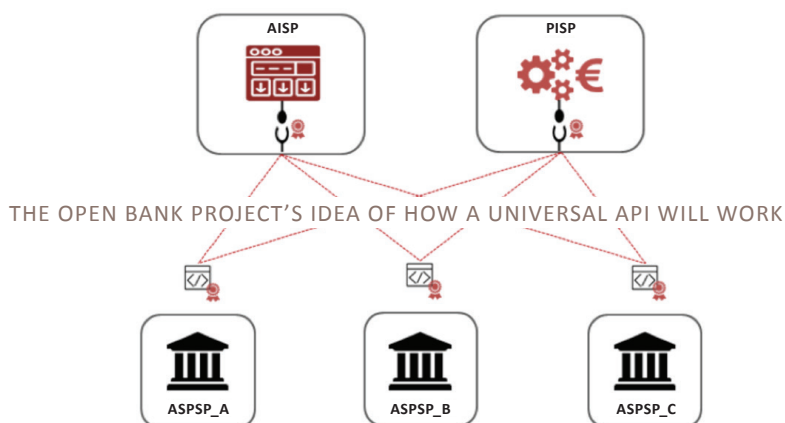 AISP
PISP
THE OPEN BANK PROJECT’S IDEA OF HOW A UNIVERSAL API WILL WORK
</>
</>
</>
ASPSP_A
ASPSP_B
ASPSP_C